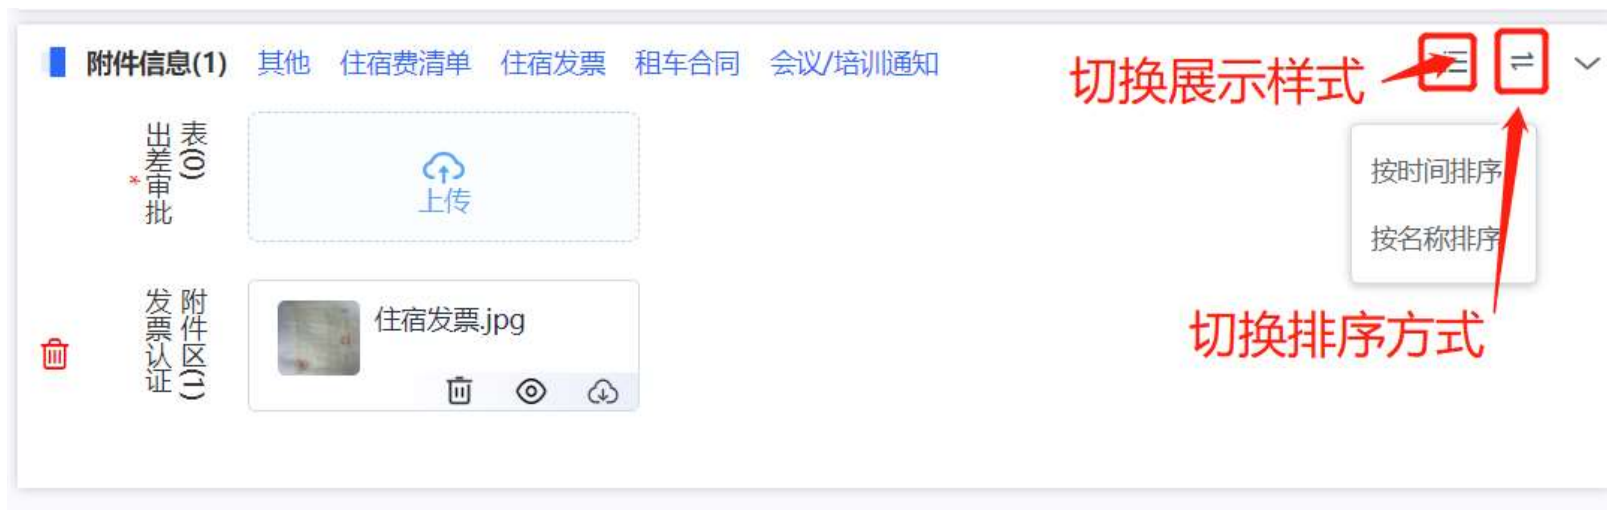 附件信息(1) 其他 住宿费清单 住宿发票 租车合同 会议/培训通知
切换展示样式
*出差审批
表(0)
上传
按时间排序
按名称排序
切换排序方式
发票认证
附件区(1)
住宿发票.jpg